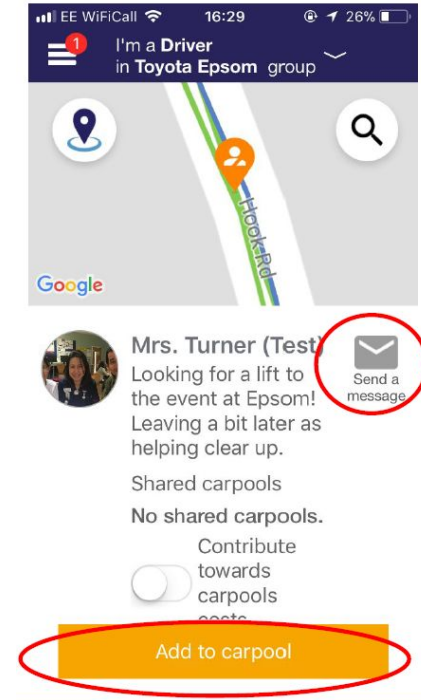 EE WiFiCall 16:29 26%
1
I'm a Driver
in Toyota Epsom group
Hook Rd
Google
Mrs. Turner (Test)
Looking for a lift to
the event at Epsom!
Leaving a bit later as
helping clear up.
Send a
message
Shared carpools
No shared carpools.
Contribute
towards
carpools
costs
Add to carpool